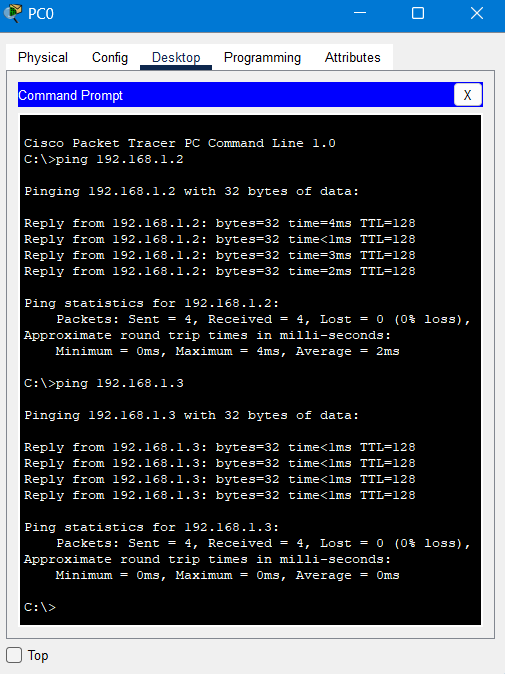 PC0
Physical Config Desktop Programming Attributes
Command Prompt X
Cisco Packet Tracer PC Command Line 1.0
C:\>ping 192.168.1.2
Pinging 192.168.1.2 with 32 bytes of data:
Reply from 192.168.1.2: bytes=32 time=4ms TTL=128
Reply from 192.168.1.2: bytes=32 time<1ms TTL=128
Reply from 192.168.1.2: bytes=32 time=3ms TTL=128
Reply from 192.168.1.2: bytes=32 time=2ms TTL=128
Ping statistics for 192.168.1.2:
    Packets: Sent = 4, Received = 4, Lost = 0 (0% loss),
Approximate round trip times in milli-seconds:
    Minimum = 0ms, Maximum = 4ms, Average = 2ms
C:\>ping 192.168.1.3
Pinging 192.168.1.3 with 32 bytes of data:
Reply from 192.168.1.3: bytes=32 time<1ms TTL=128
Reply from 192.168.1.3: bytes=32 time<1ms TTL=128
Reply from 192.168.1.3: bytes=32 time<1ms TTL=128
Reply from 192.168.1.3: bytes=32 time<1ms TTL=128
Ping statistics for 192.168.1.3:
    Packets: Sent = 4, Received = 4, Lost = 0 (0% loss),
Approximate round trip times in milli-seconds:
    Minimum = 0ms, Maximum = 0ms, Average = 0ms
C:\>
Top